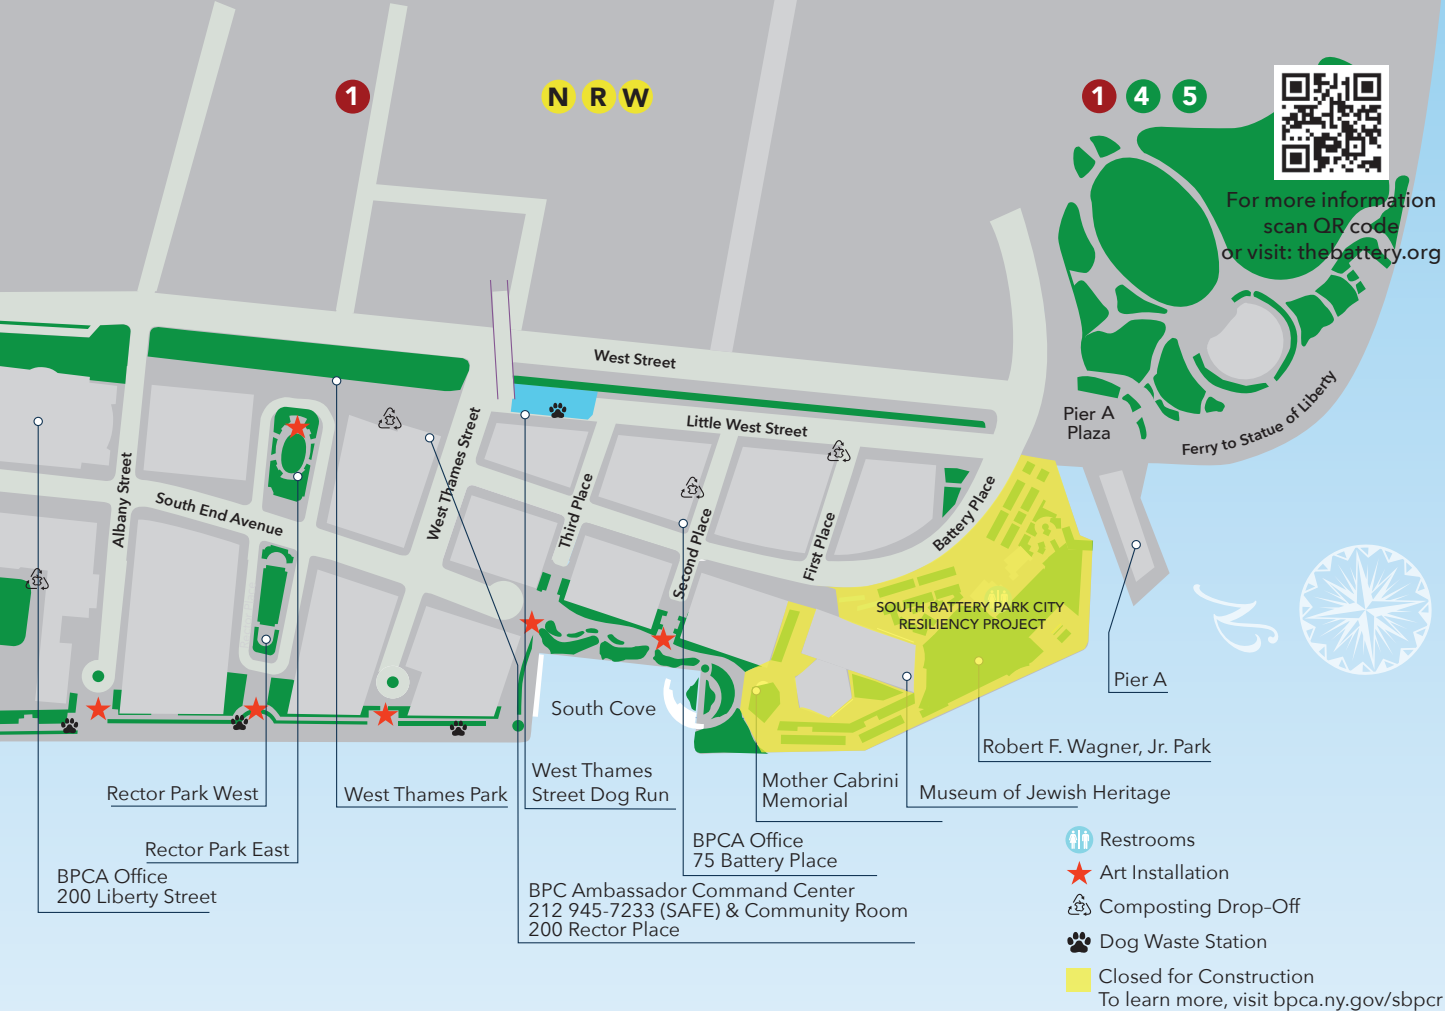 1
N R W
1 4 5
For more information
scan QR code
or visit: thebattery.org
West Street
Little West Street
Pier A
Plaza
Ferry to Statue of Liberty
Albany Street
South End Avenue
West Thames Street
Third Place
Second Place
First Place
Battery Place
SOUTH BATTERY PARK CITY
RESILIENCY PROJECT
Pier A
South Cove
Robert F. Wagner, Jr. Park
Rector Park West
West Thames Park
West Thames
Street Dog Run
Mother Cabrini
Memorial
Museum of Jewish Heritage
Rector Park East
BPCA Office
75 Battery Place
BPCA Office
200 Liberty Street
BPC Ambassador Command Center
212 945-7233 (SAFE) & Community Room
200 Rector Place
Restrooms
Art Installation
Composting Drop-Off
Dog Waste Station
Closed for Construction
To learn more, visit bpca.ny.gov/sbpcr